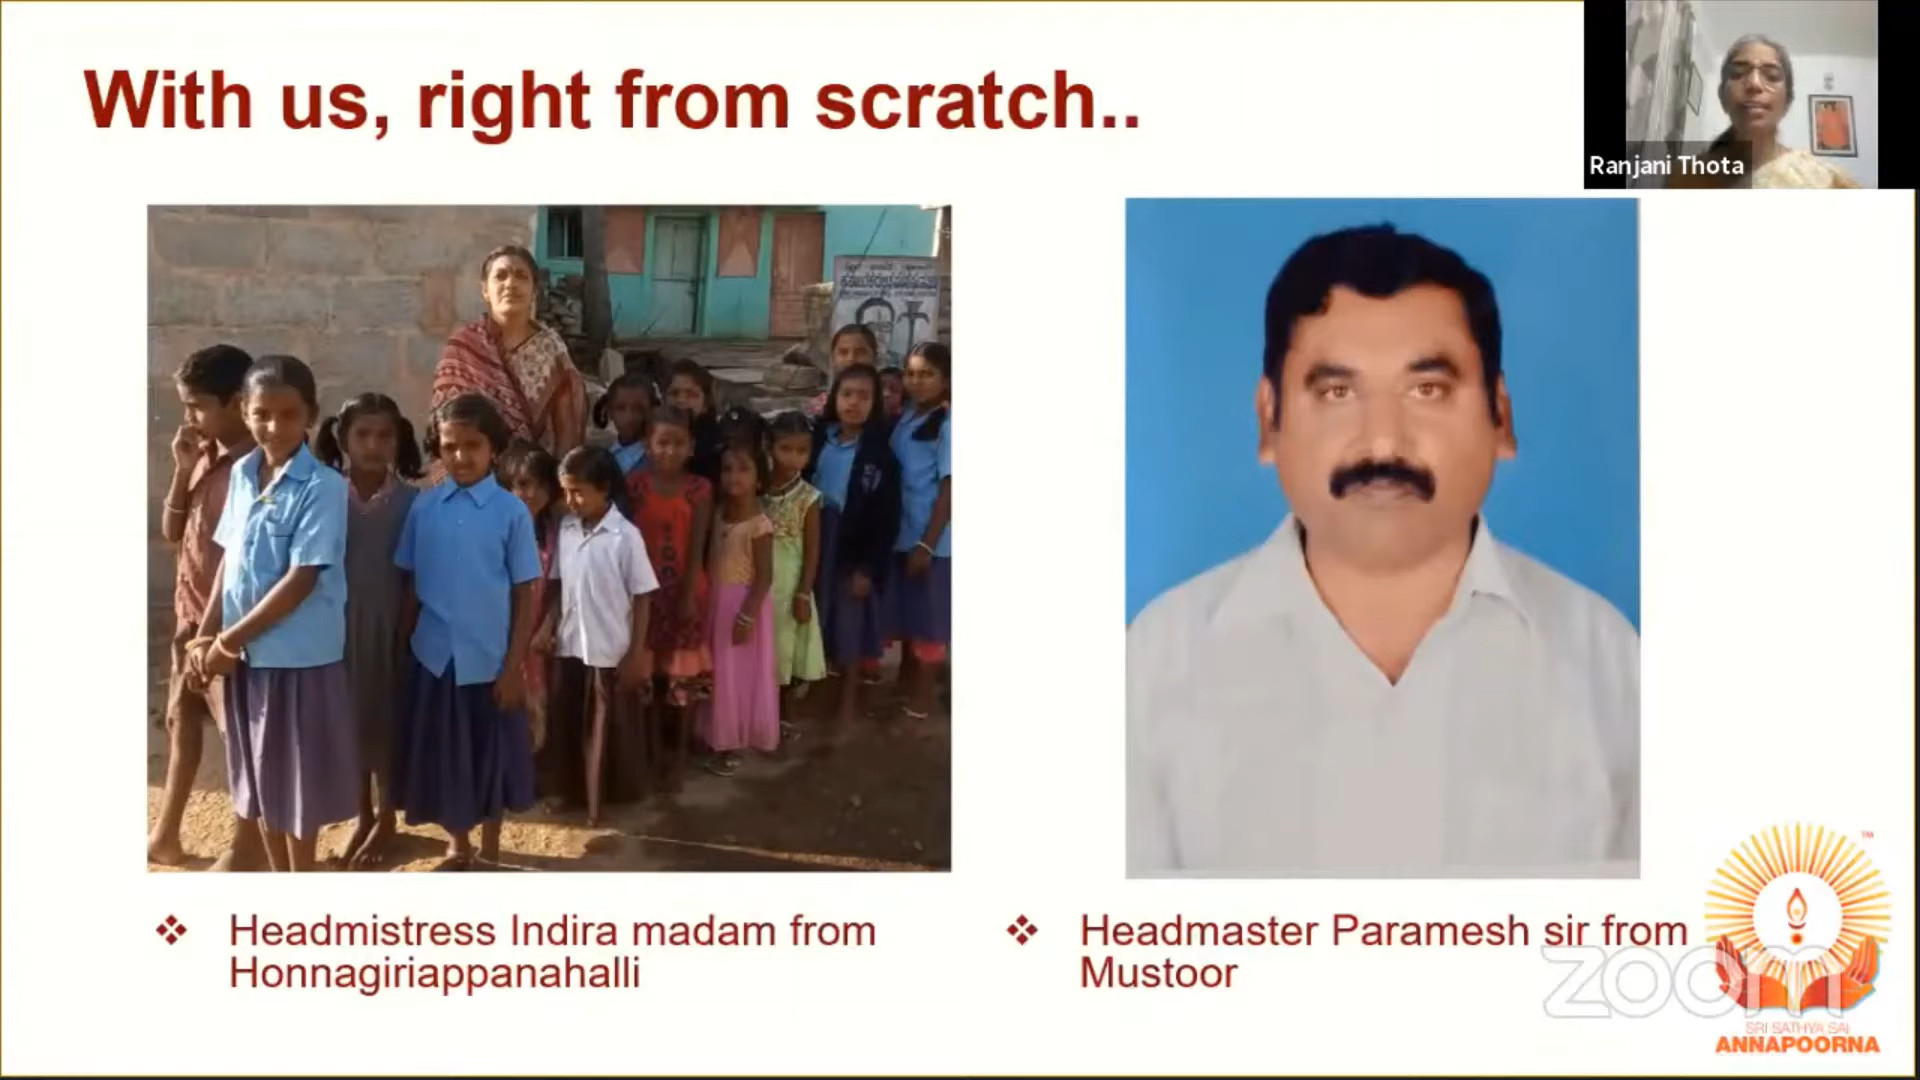 With us, right from scratch..
Ranjani Thota
❖ Headmistress Indira madam from
Honnagiriappanahalli
❖ Headmaster Paramesh sir from
Mustoor
zoom
TM
SRI SATHYA SAI
ANNAPOORNA